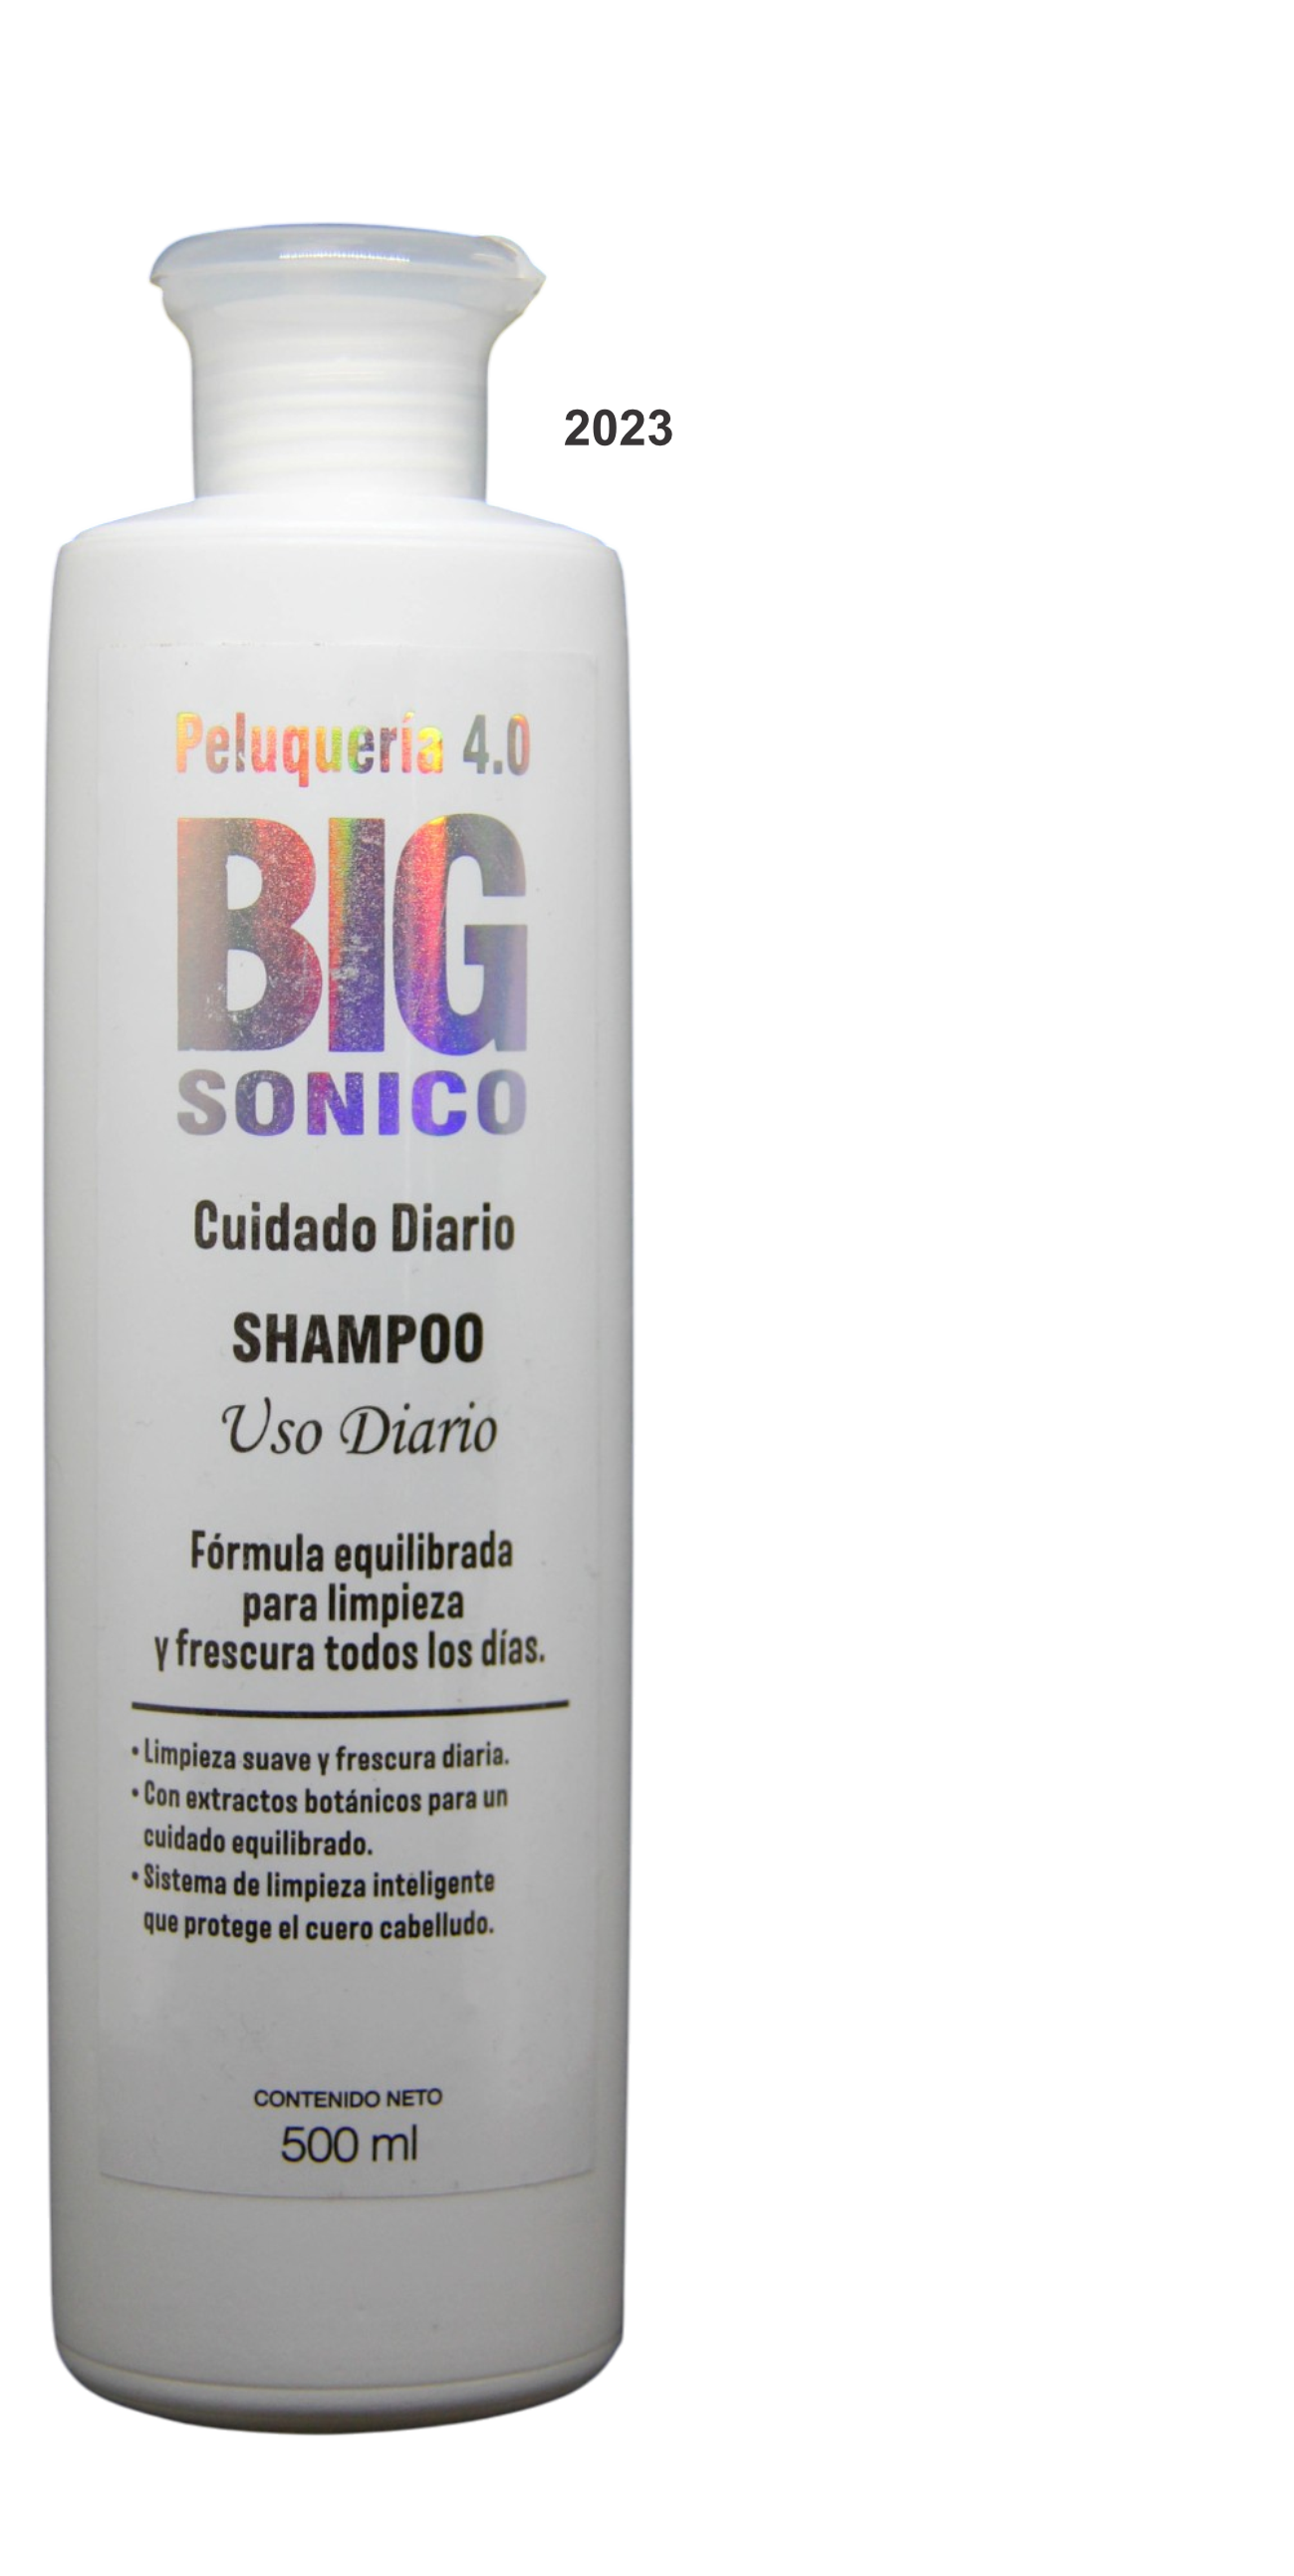 2023
Peluquería 4.0
BIG
SONICO
Cuidado Diario
SHAMPOO
Uso Diario
Fórmula equilibrada
para limpieza
y frescura todos los días.
• Limpieza suave y frescura diaria.
• Con extractos botánicos para un
cuidado equilibrado.
• Sistema de limpieza inteligente
que protege el cuero cabelludo.
CONTENIDO NETO
500 ml